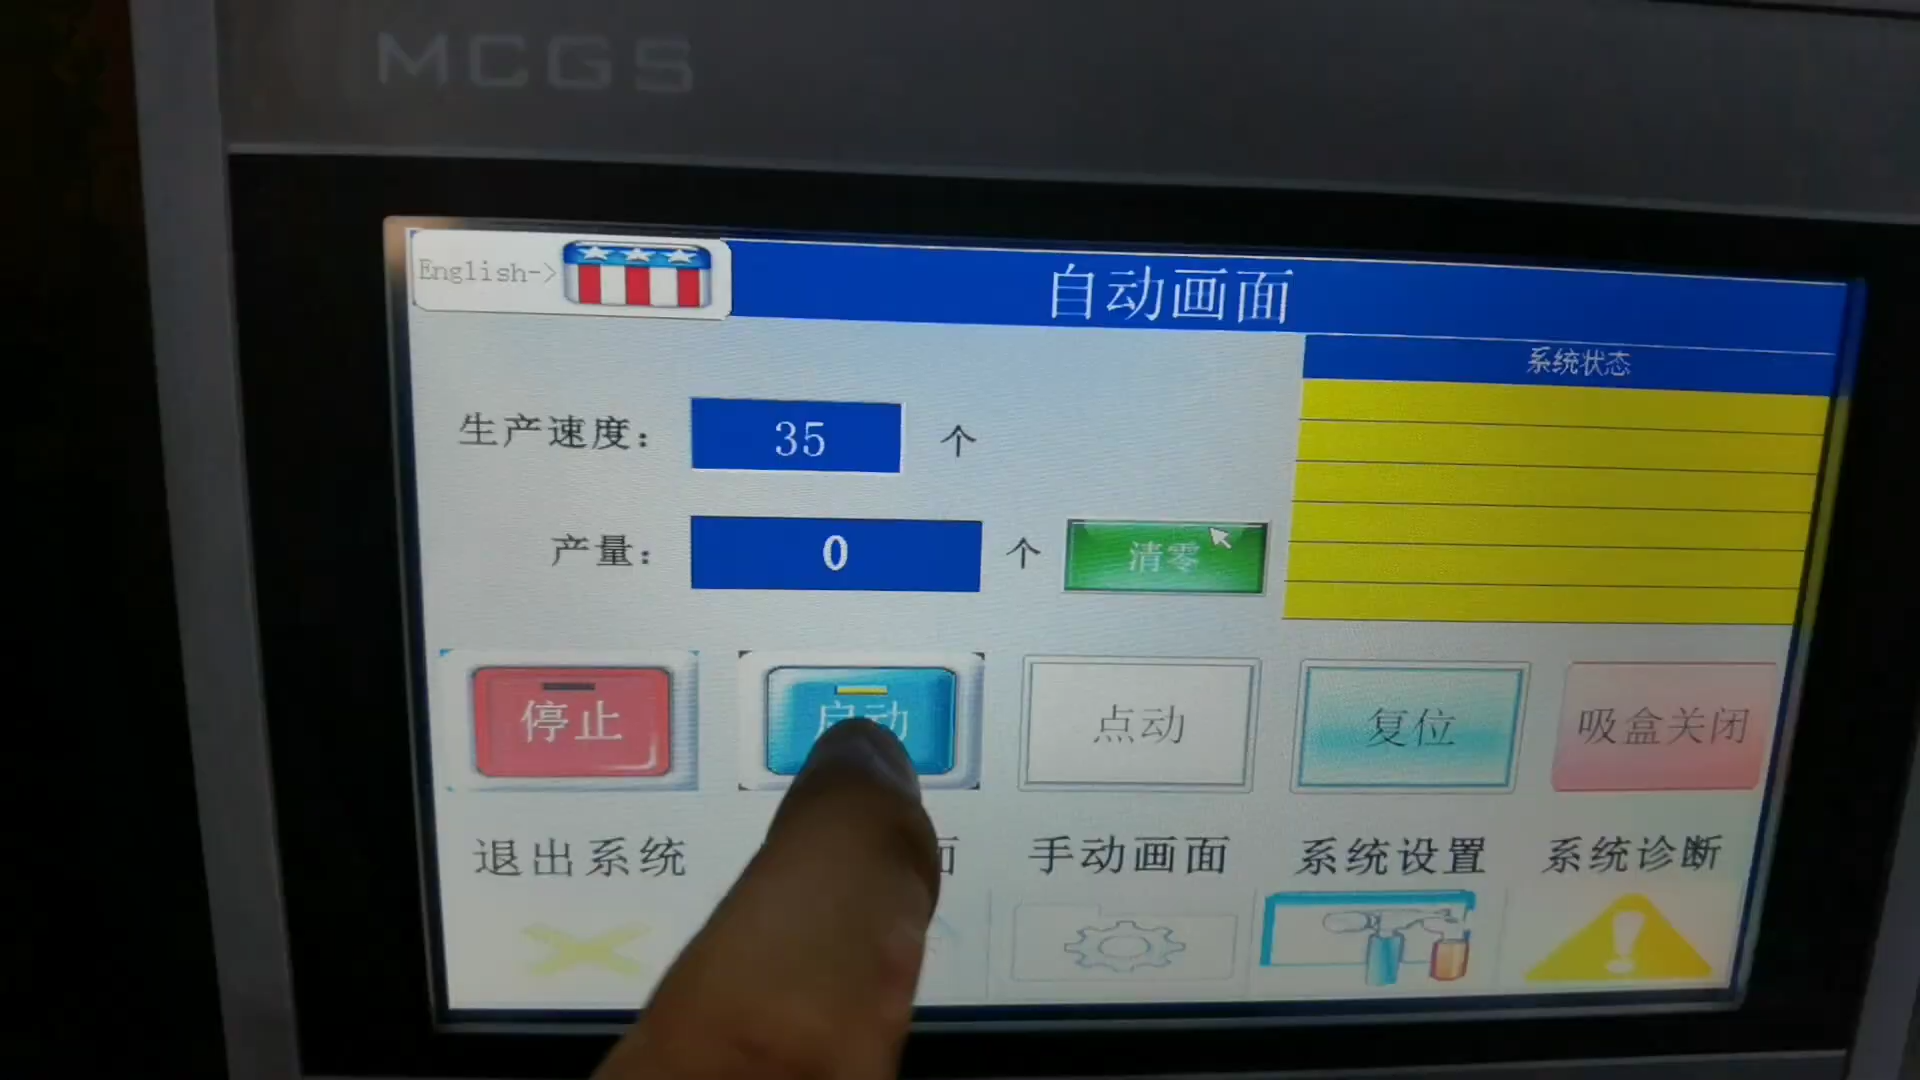 MCGS
English->
自动画面
系统状态
生产速度: 35 个
产量: 0 个 清零
停止 启动 点动 复位 吸盒关闭
退出系统 面 手动画面 系统设置 系统诊断